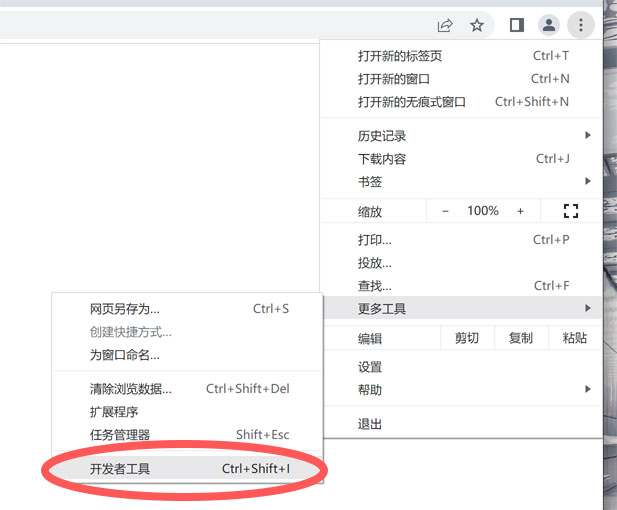 打开新的标签页 Ctrl+T
打开新的窗口 Ctrl+N
打开新的无痕式窗口 Ctrl+Shift+N
历史记录
下载内容 Ctrl+J
书签
缩放 - 100% +
打印... Ctrl+P
投放...
查找... Ctrl+F
更多工具
编辑 剪切 复制 粘贴
设置
帮助
退出
网页另存为... Ctrl+S
创建快捷方式...
为窗口命名...
清除浏览数据... Ctrl+Shift+Del
扩展程序
任务管理器 Shift+Esc
开发者工具 Ctrl+Shift+I